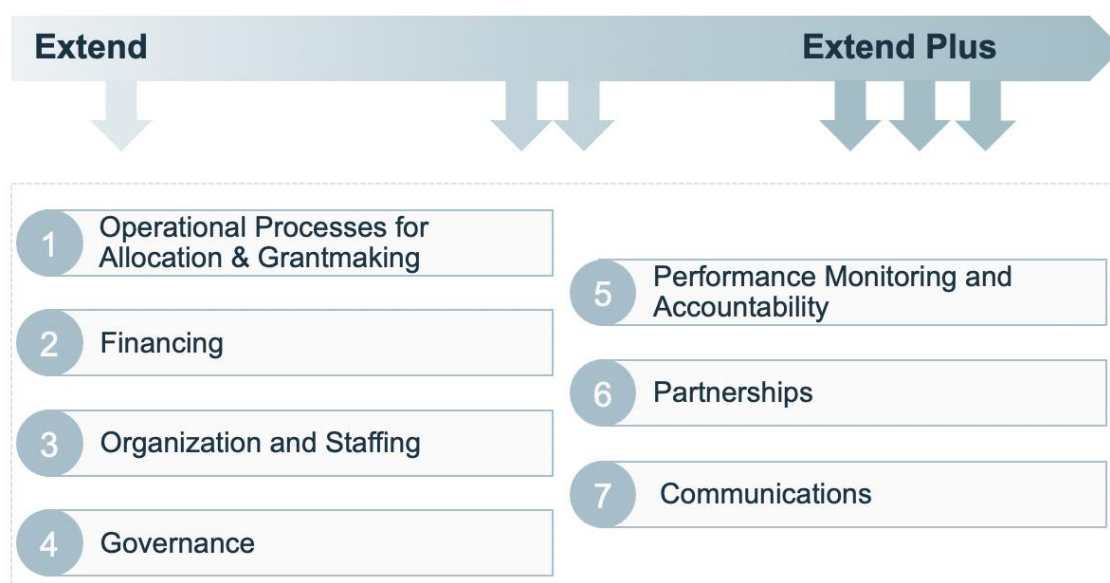 Extend
Extend Plus
1
Operational Processes for
Allocation & Grantmaking
2
Financing
3
Organization and Staffing
4
Governance
5
Performance Monitoring and
Accountability
6
Partnerships
7
Communications